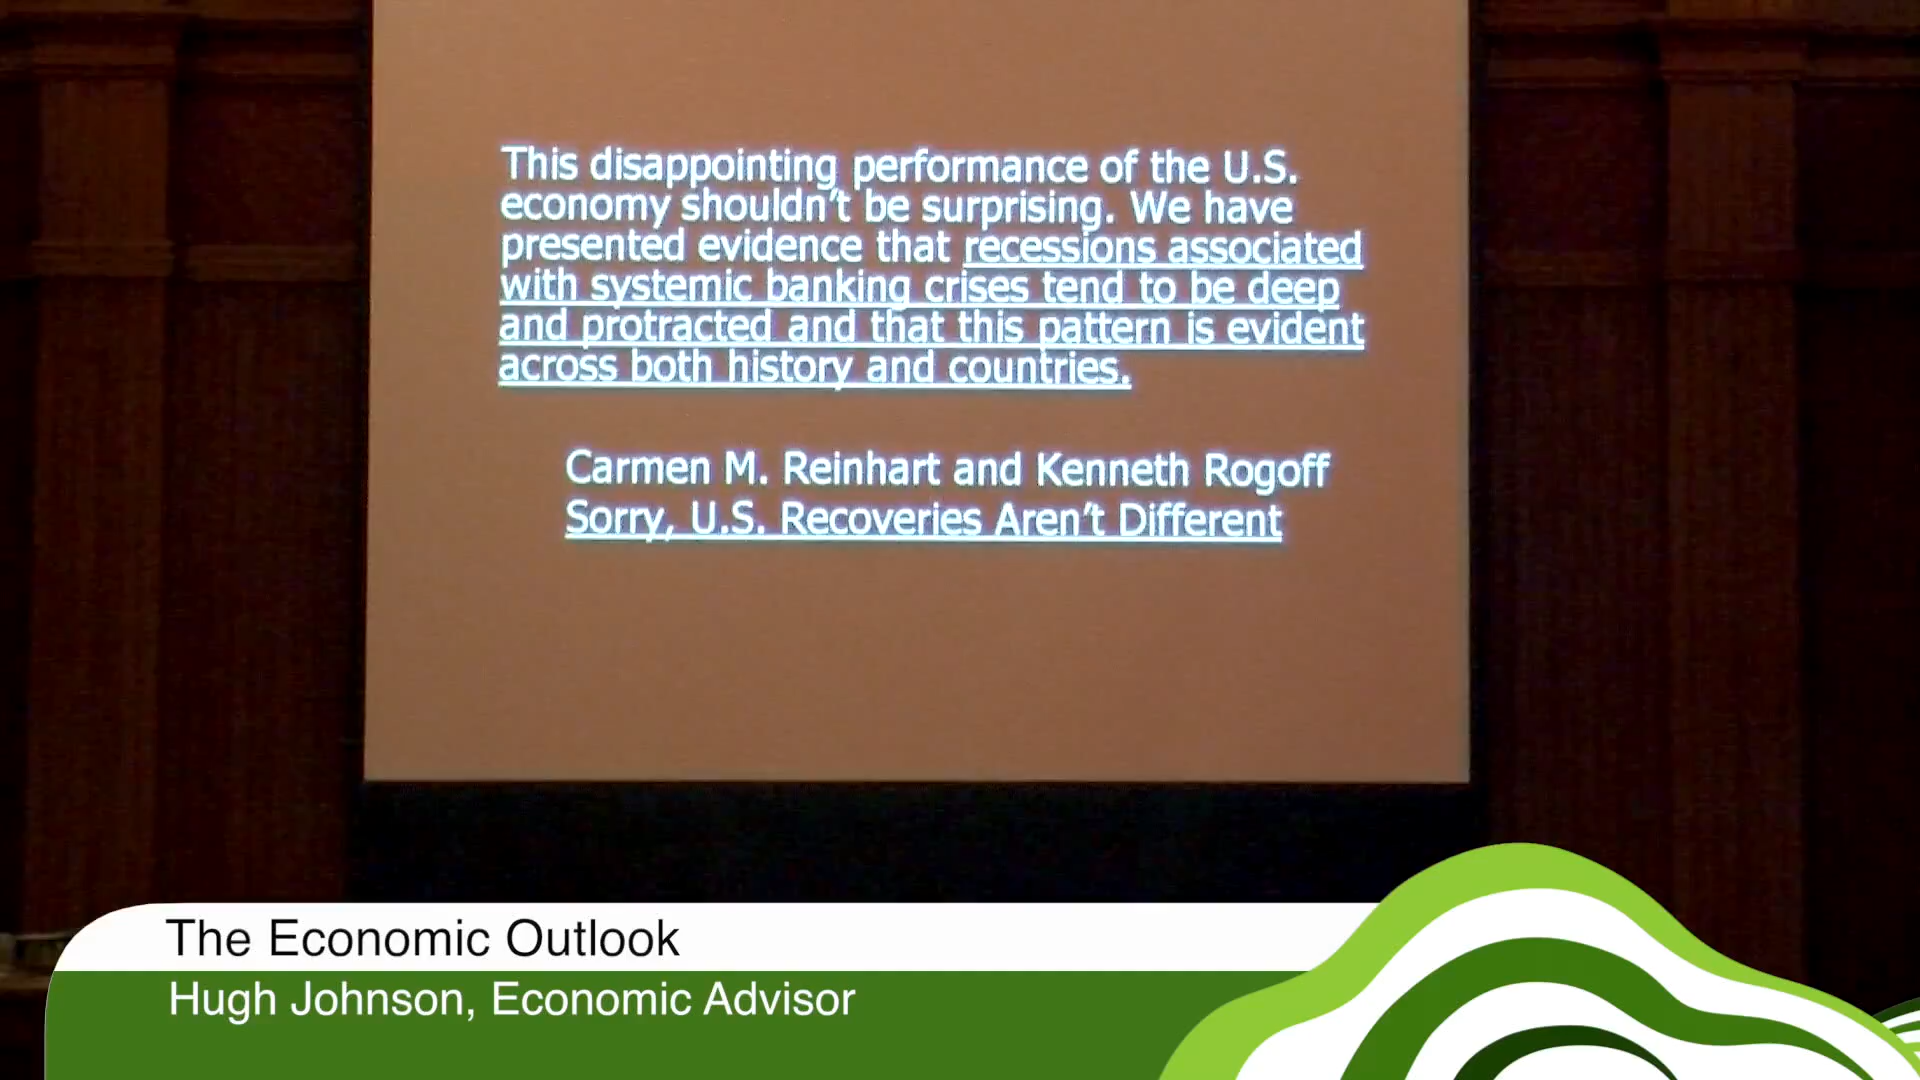 This disappointing performance of the U.S.
economy shouldn't be surprising. We have
presented evidence that recessions associated
with systemic banking crises tend to be deep
and protracted and that this pattern is evident
across both history and countries.
Carmen M. Reinhart and Kenneth Rogoff
Sorry, U.S. Recoveries Aren't Different
The Economic Outlook
Hugh Johnson, Economic Advisor